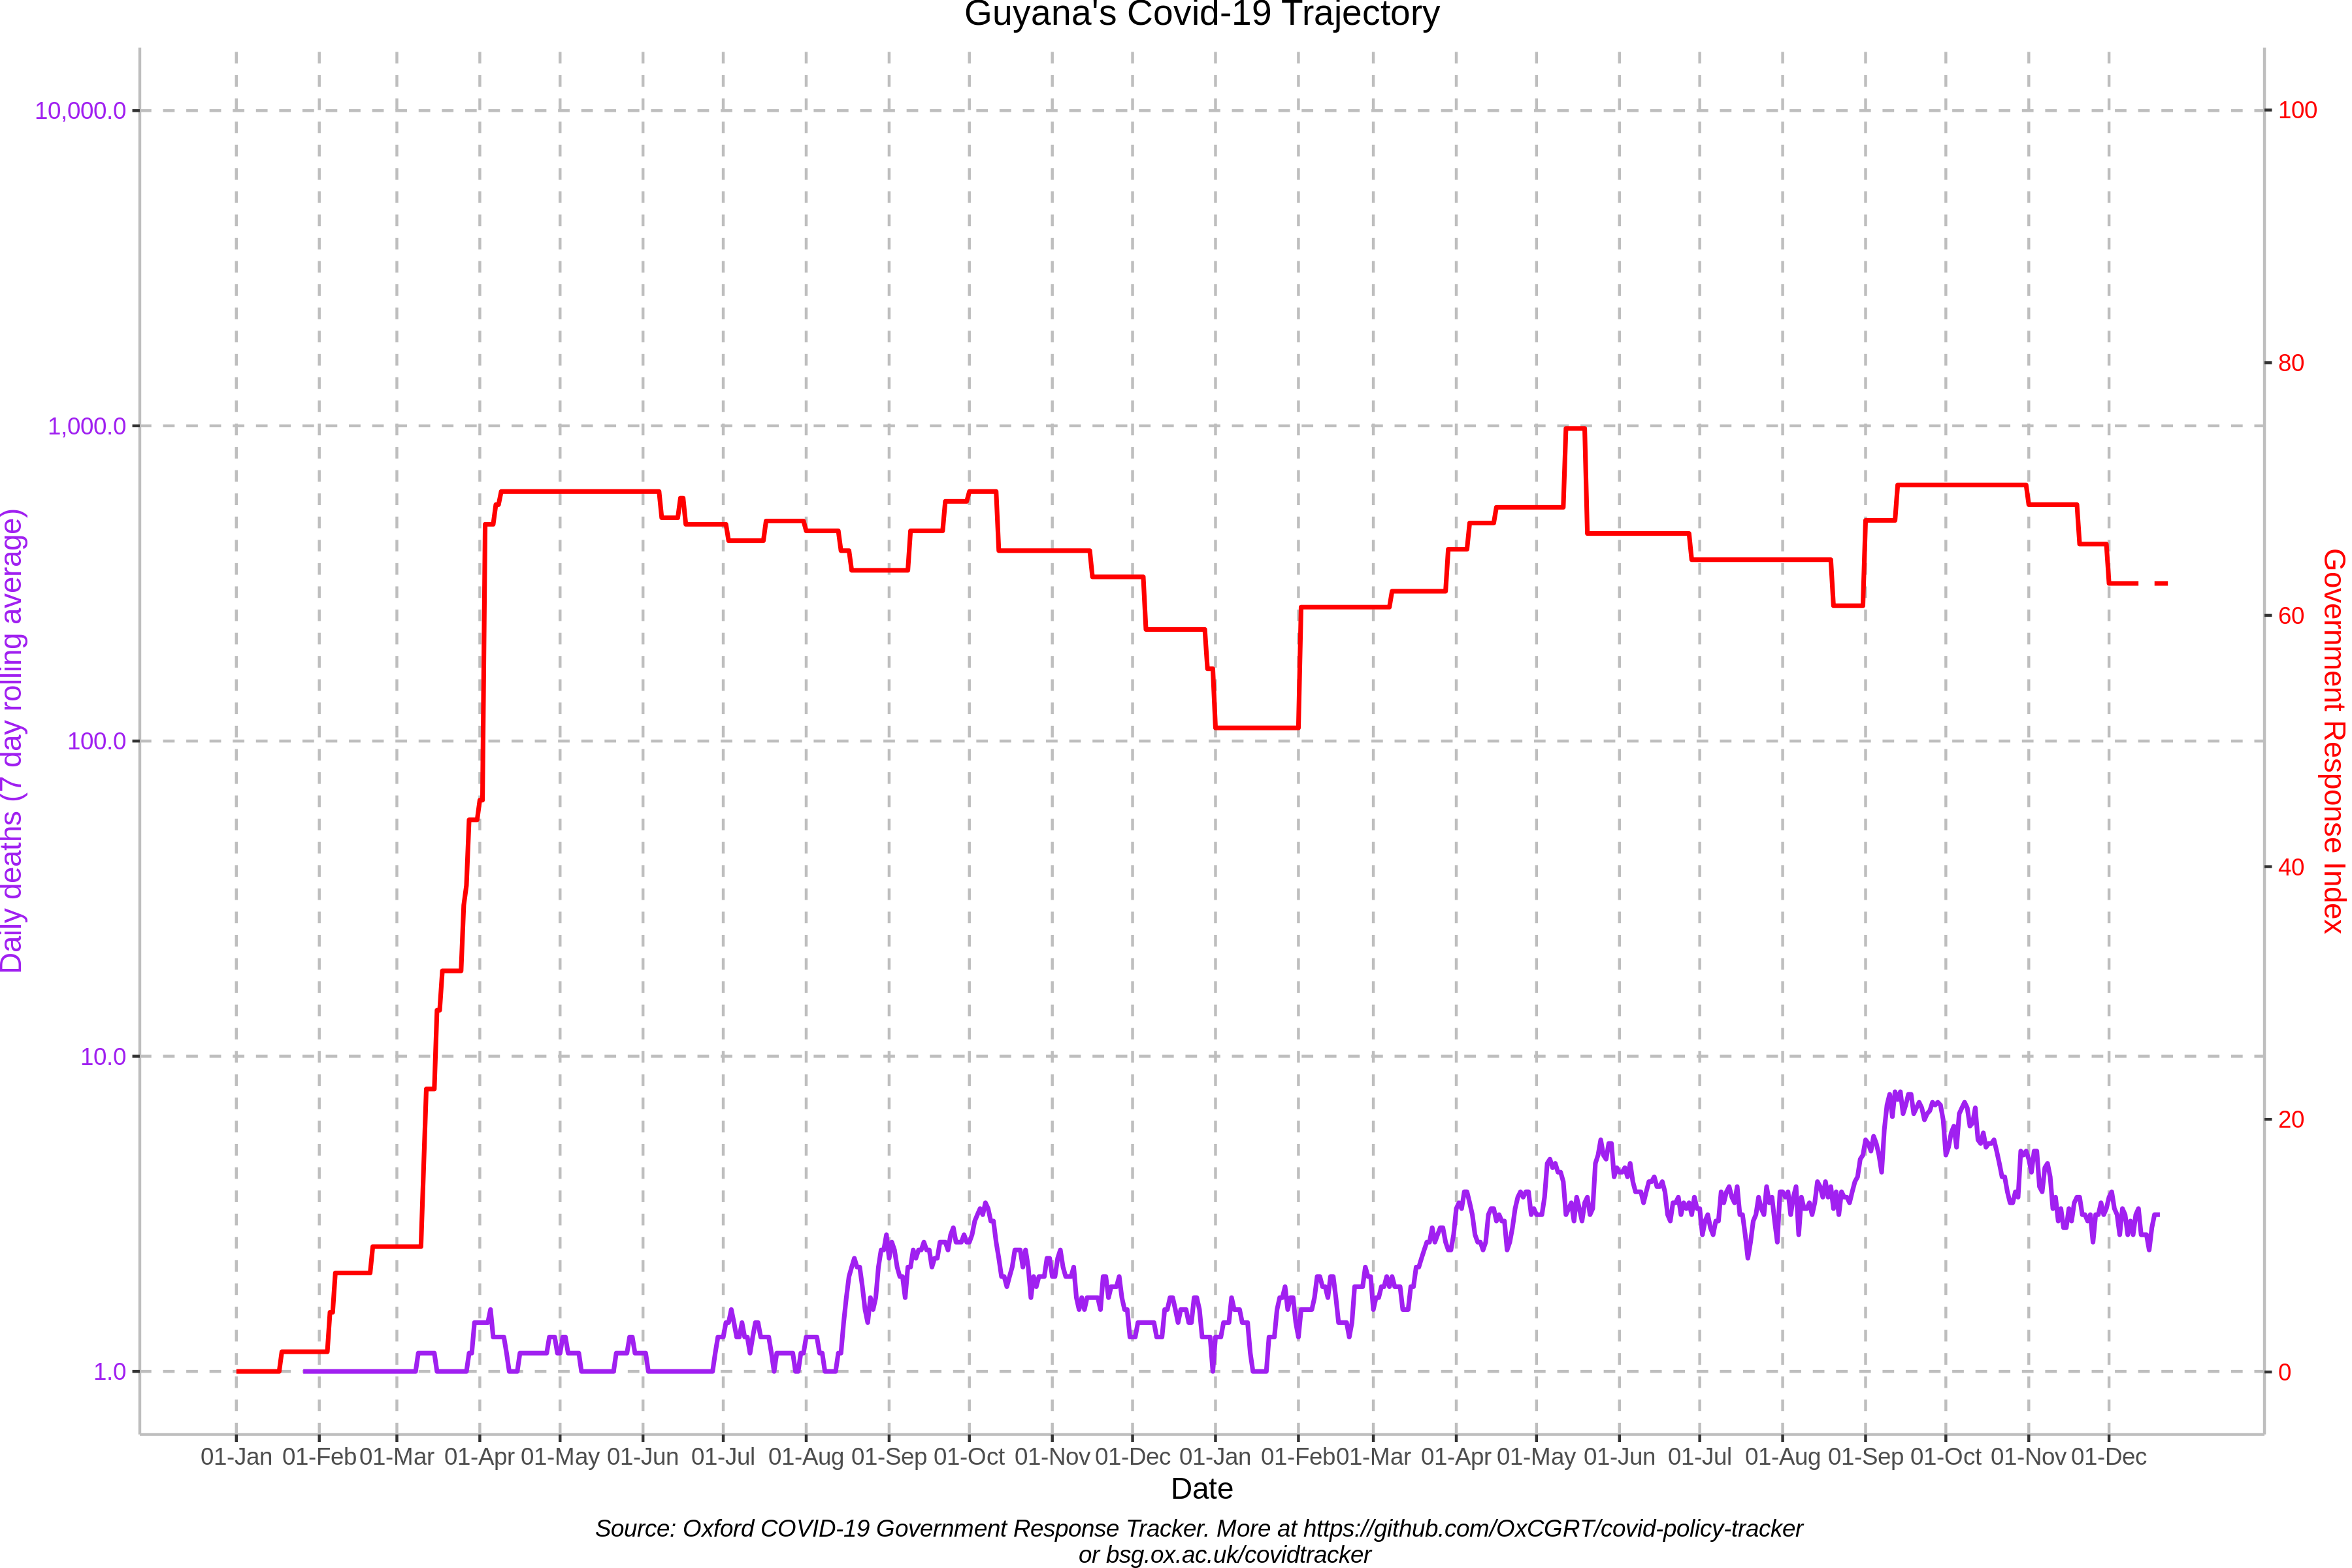 Guyana's Covid-19 Trajectory
10,000.0
1,000.0
100.0
10.0
1.0
Daily deaths (7 day rolling average)
100
80
60
40
20
0
Government Response Index
01-Jan 01-Feb 01-Mar 01-Apr 01-May 01-Jun 01-Jul 01-Aug 01-Sep 01-Oct 01-Nov 01-Dec 01-Jan 01-Feb 01-Mar 01-Apr 01-May 01-Jun 01-Jul 01-Aug 01-Sep 01-Oct 01-Nov 01-Dec
Date
Source: Oxford COVID-19 Government Response Tracker. More at https://github.com/OxCGRT/covid-policy-tracker
or bsg.ox.ac.uk/covidtracker